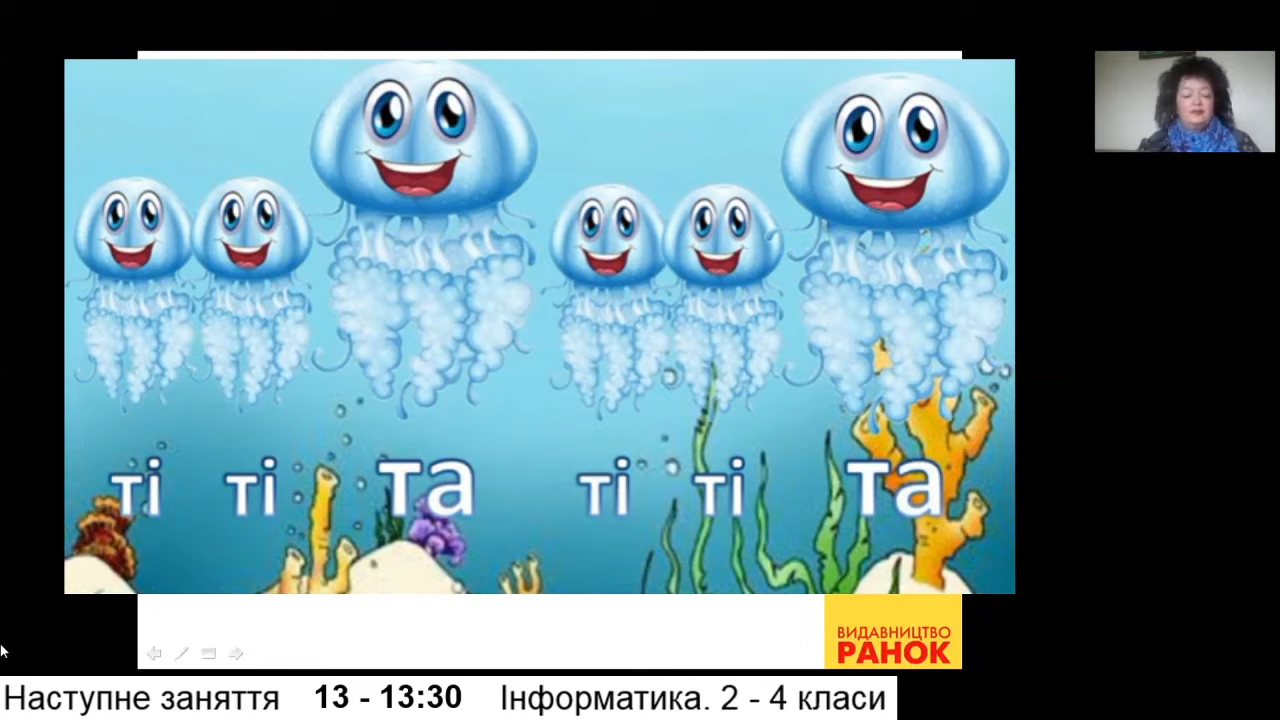 ті ті та ті ті та
ВИДАВНИЦТВО
РАНОК
Наступне заняття 13 - 13:30 Інформатика. 2 - 4 класи